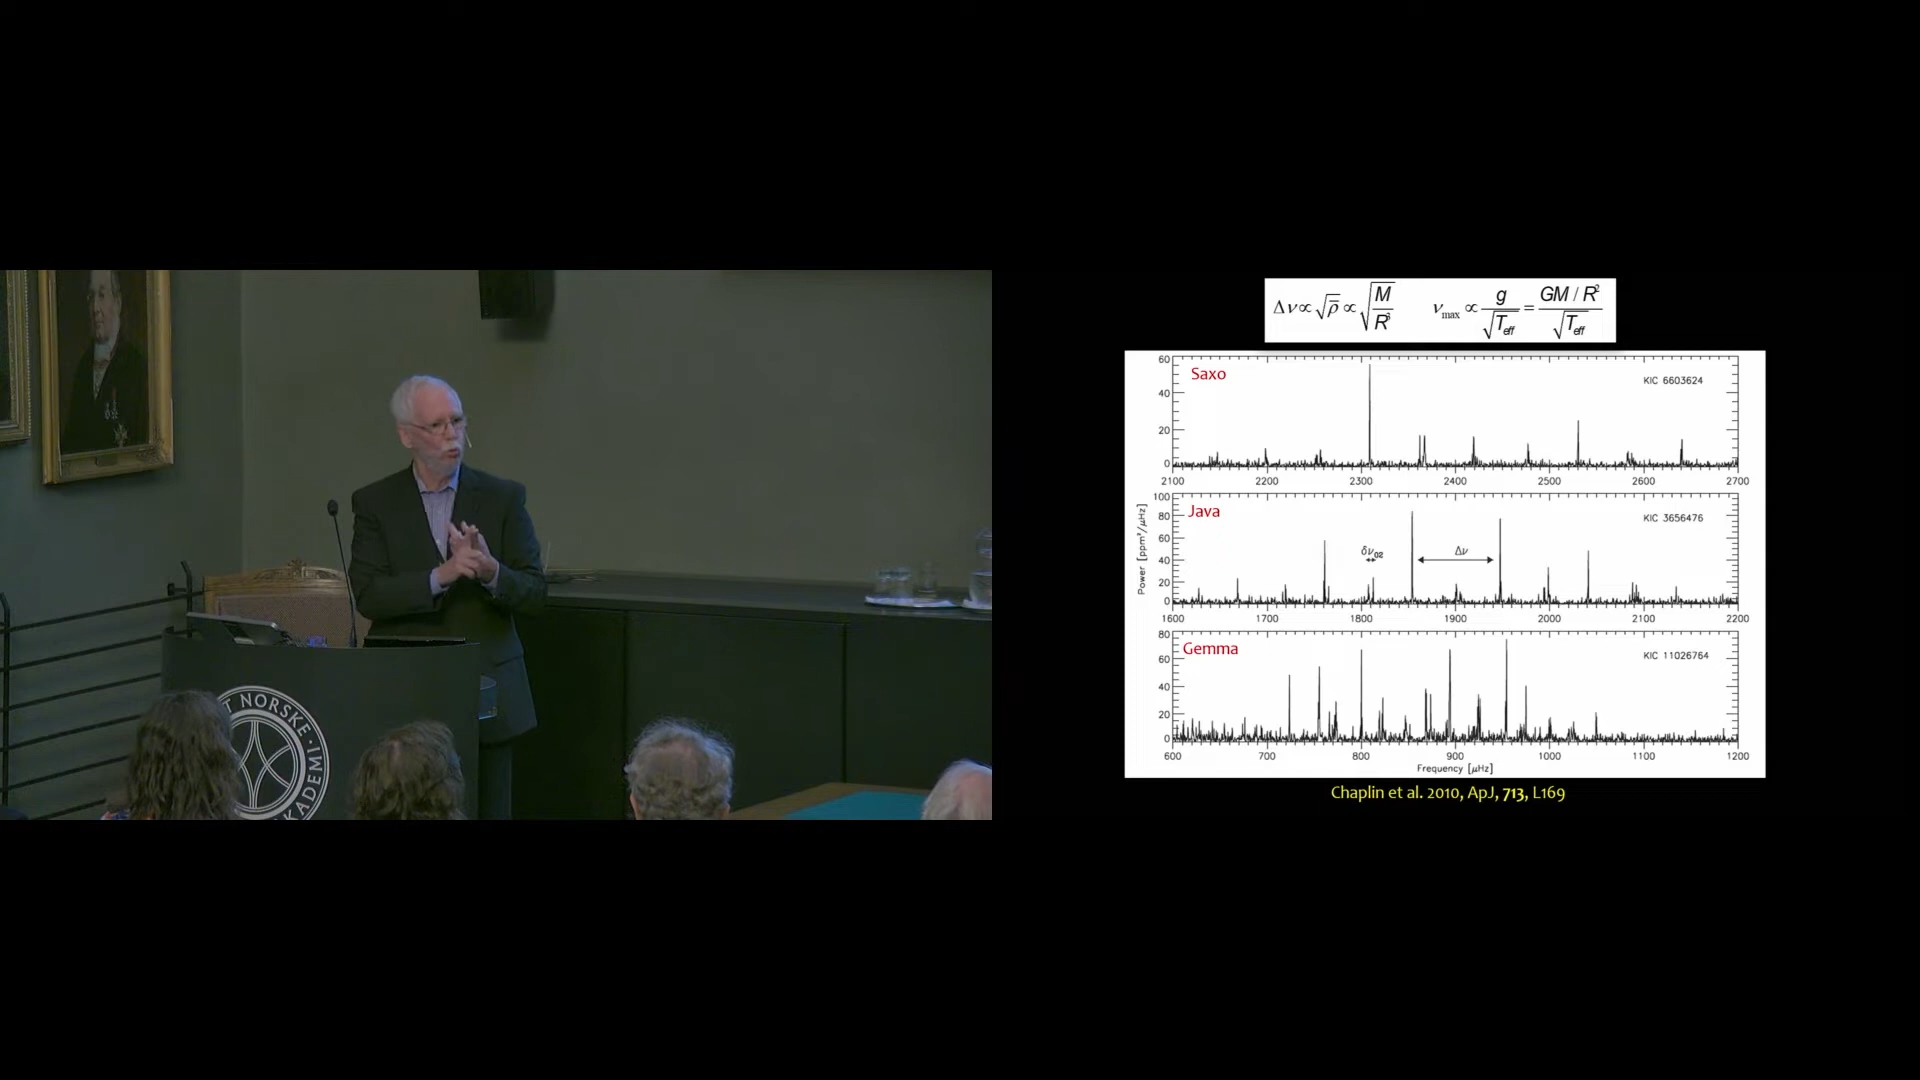 T NORSKE
AKADEMI
Δν ∝ √ρ̅ ∝ √(M/R³) ν_max ∝ g/√T_eff = GM/R²/√T_eff
Saxo
KIC 6603624
60
40
20
0
2100 2200 2300 2400 2500 2600 2700
Java
KIC 3656476
100
80
60
40
20
0
δν₀₂
Δν
1600 1700 1800 1900 2000 2100 2200
Power [ppm²/μHz]
Gemma
KIC 11026764
80
60
40
20
0
600 700 800 900 1000 1100 1200
Frequency [μHz]
Chaplin et al. 2010, ApJ, 713, L169